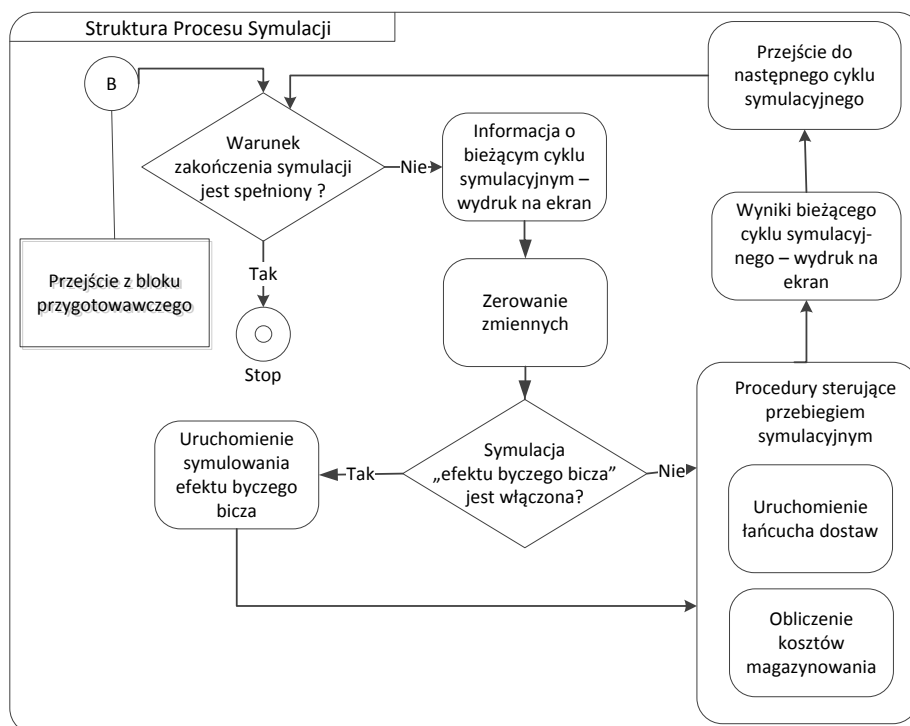 Struktura Procesu Symulacji
B
Przejście z bloku
przygotowawczego
Warunek
zakończenia symulacji
jest spełniony ?
Nie
Tak
Stop
Informacja o
bieżącym cyklu
symulacyjnym –
wydruk na ekran
Zerowanie
zmiennych
Symulacja
„efektu byczego bicza”
jest włączona?
Tak
Nie
Uruchomienie
symulowania
efektu byczego
bicza
Procedury sterujące
przebiegiem
symulacyjnym
Uruchomienie
łańcucha dostaw
Obliczenie
kosztów
magazynowania
Wyniki bieżącego
cyklu symulacyj-
nego – wydruk na
ekran
Przejście do
następnego cyklu
symulacyjnego